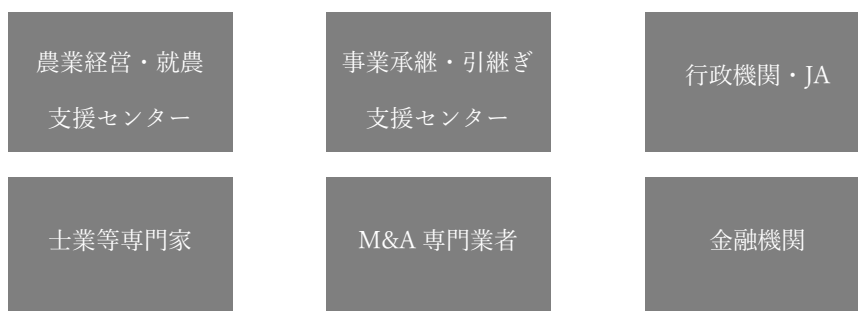 農業経営・就農
支援センター
事業承継・引継ぎ
支援センター
行政機関・JA
士業等専門家
M&A 専門業者
金融機関